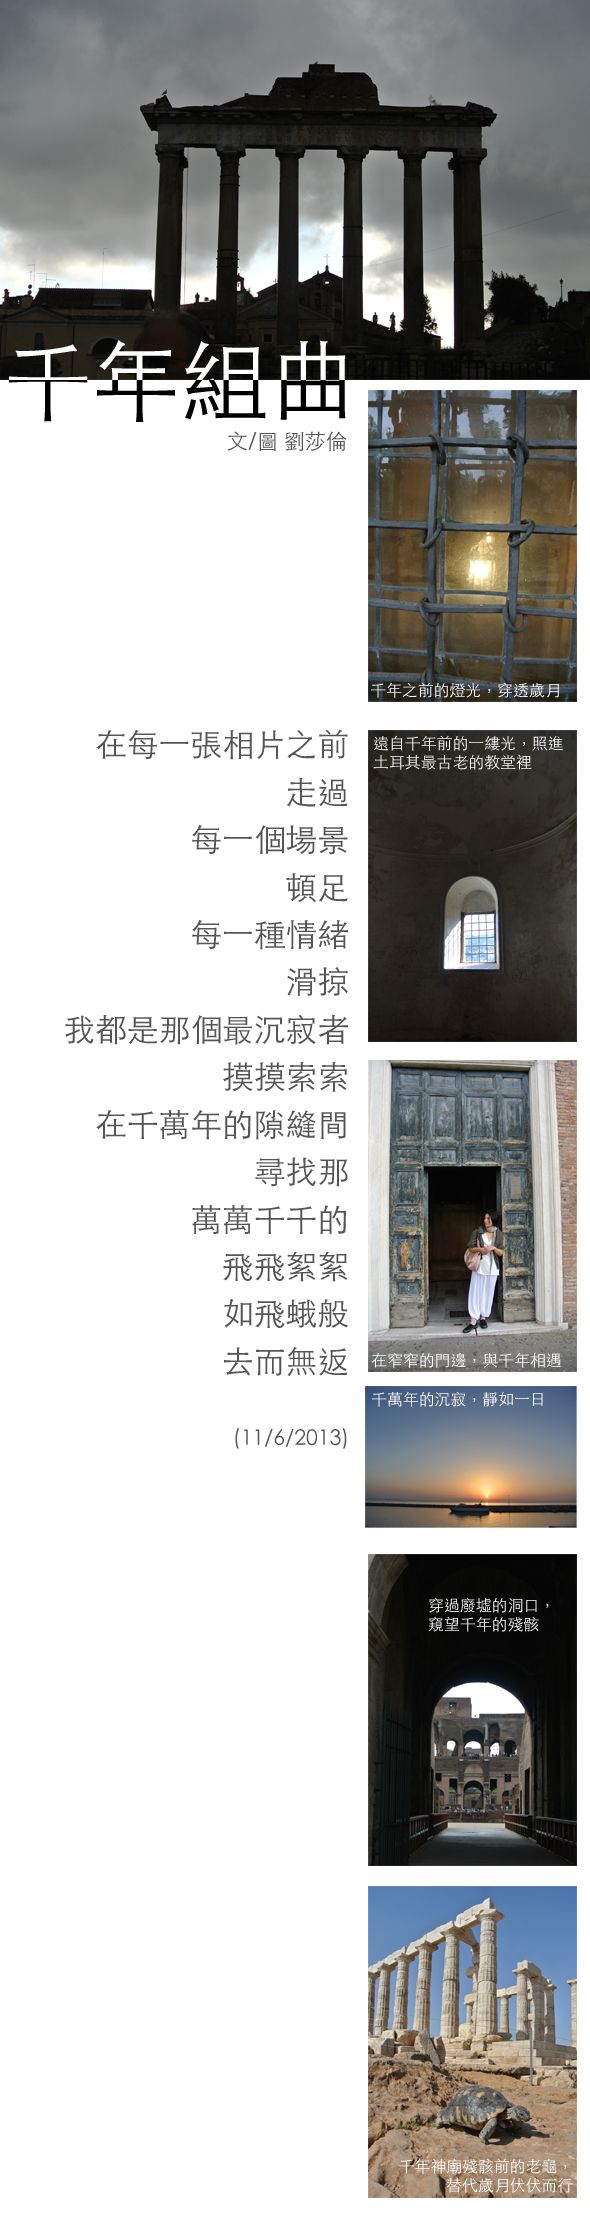 千年組曲
文/圖 劉莎倫
千年之前的燈光，穿透歲月
在每一張相片之前
走過
每一個場景
頓足
每一種情緒
滑掠
我都是那個最沉寂者
摸摸索索
在千萬年的隙縫間
尋找那
萬萬千千的
飛飛絮絮
如飛蛾般
去而無返
(11/6/2013)
遠自千年前的一縷光，照進
土耳其最古老的教堂裡
在窄窄的門邊，與千年相遇
千萬年的沉寂，靜如一日
穿過廢墟的洞口，
窺望千年的殘骸
千年神廟殘骸前的老龜，
替代歲月伏伏而行